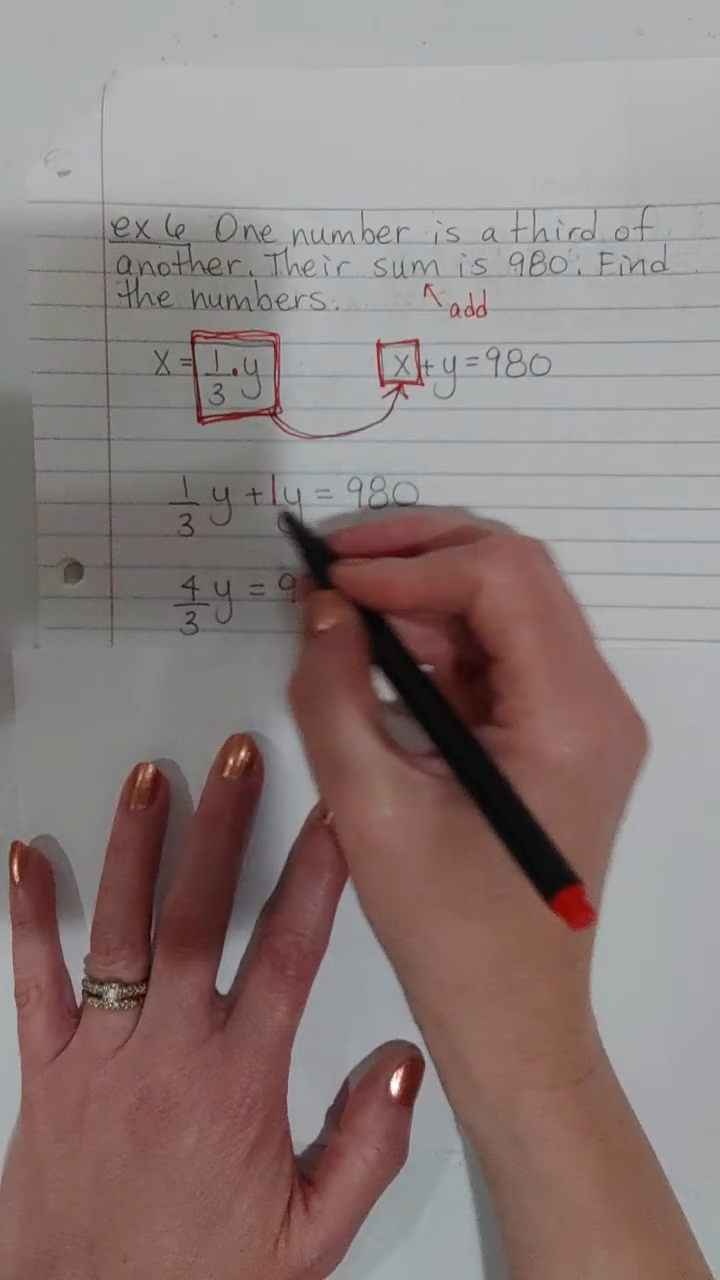 ex 6 One number is a third of
another. Their sum is 980. Find
the numbers.
add
x = 1/3 • y
x + y = 980
1/3 y + 1y = 980
4/3 y = 9